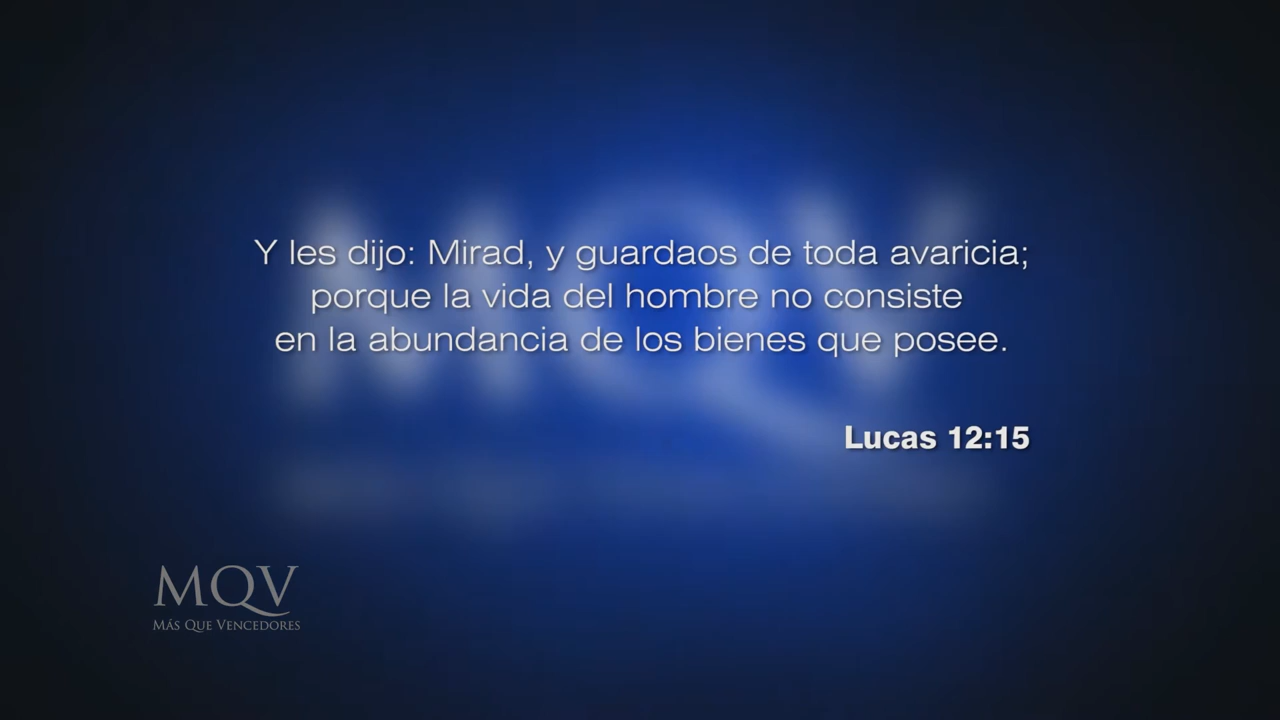 Y les dijo: Mirad, y guardaos de toda avaricia;
porque la vida del hombre no consiste
en la abundancia de los bienes que posee.
Lucas 12:15
MQV
MÁS QUE VENCEDORES